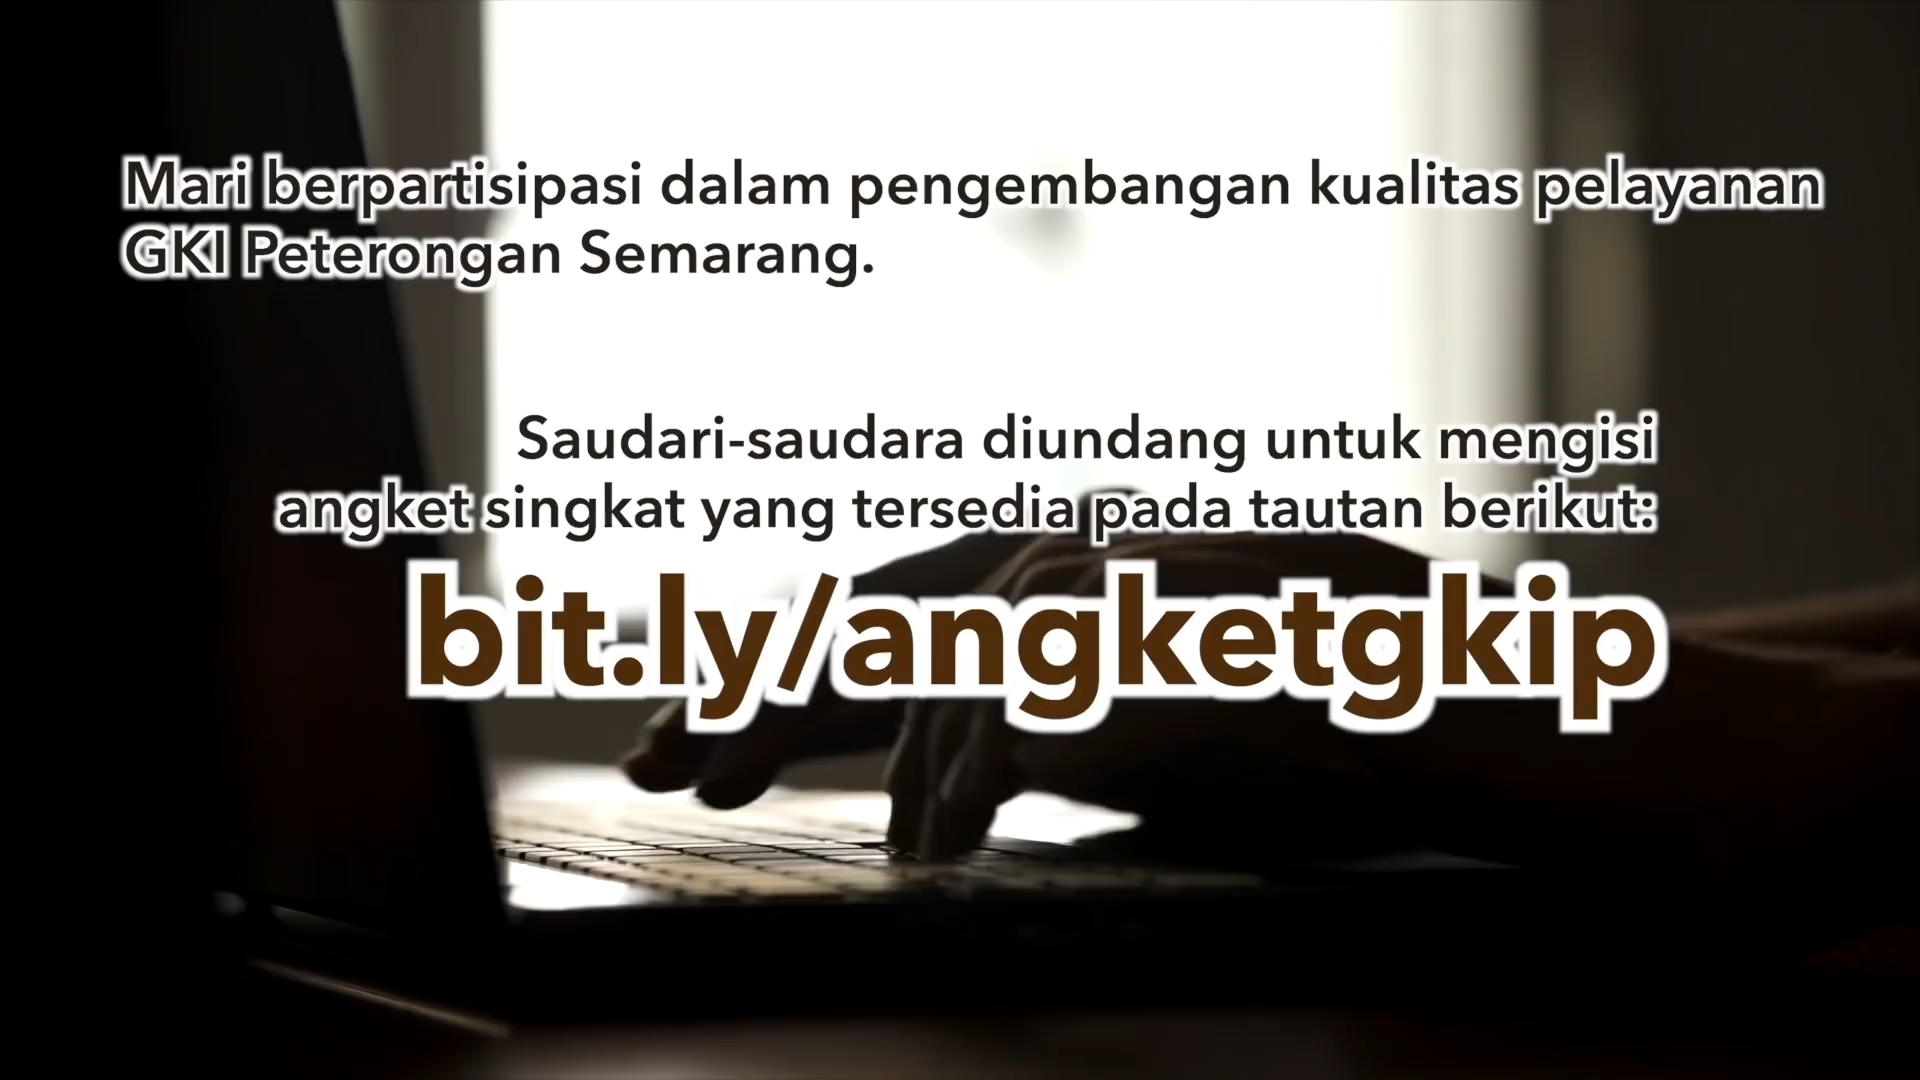 Mari berpartisipasi dalam pengembangan kualitas pelayanan
GKI Peterongan Semarang.
Saudari-saudara diundang untuk mengisi
angket singkat yang tersedia pada tautan berikut:
bit.ly/angketgkip